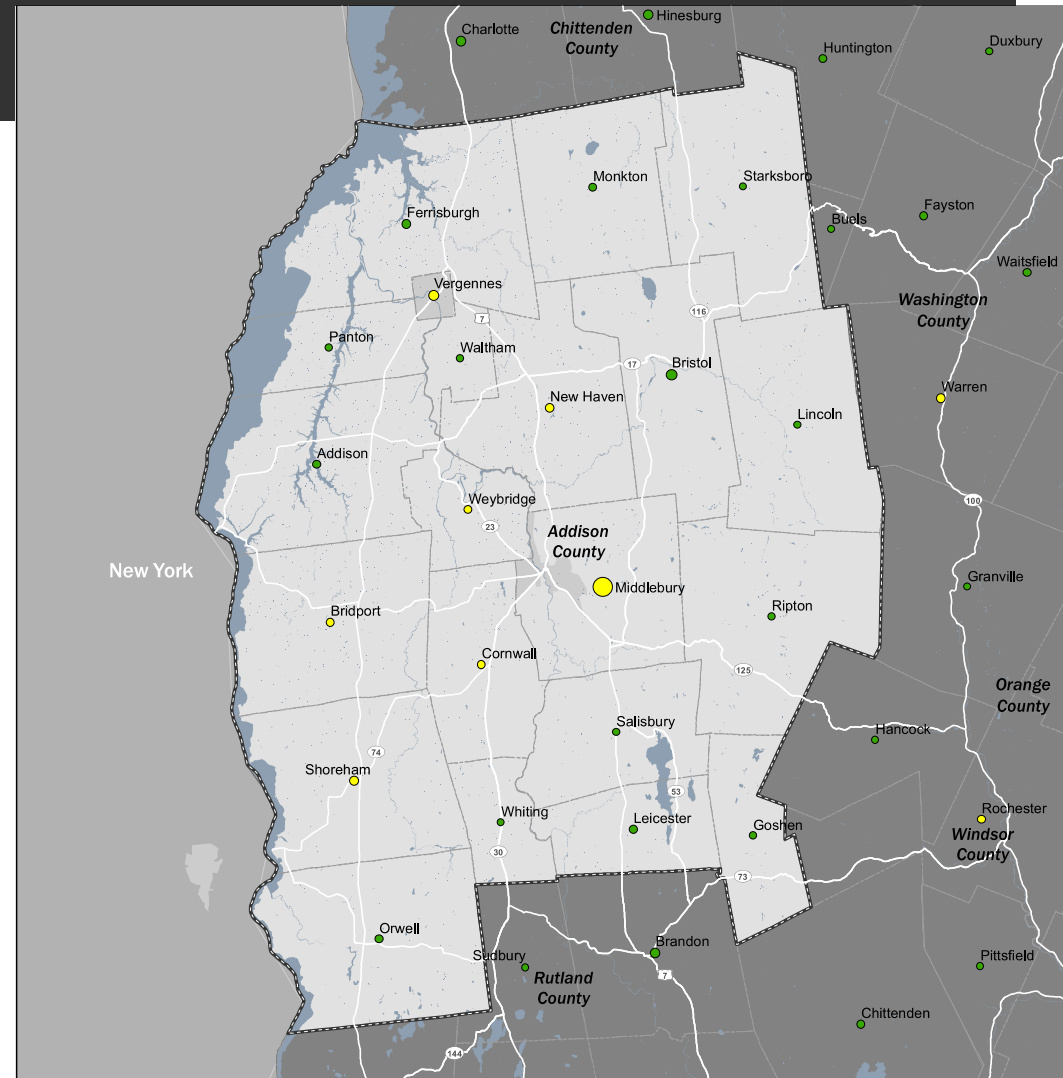 Hinesburg
Charlotte
Chittenden
County
Duxbury
Huntington
Monkton
Starksboro
Fayston
Ferrisburgh
Buels
Waitsfield
Vergennes
Washington
County
116
7
Panton
Waltham
17
Bristol
Warren
New Haven
Lincoln
Addison
Weybridge
100
23
Addison
County
New York
Granville
Middlebury
Bridport
Ripton
Cornwall
125
Orange
County
Salisbury
Hancock
74
Shoreham
53
Rochester
Whiting
Leicester
Goshen
Windsor
County
30
73
Orwell
Brandon
Sudbury
Pittsfield
7
Rutland
County
Chittenden
144